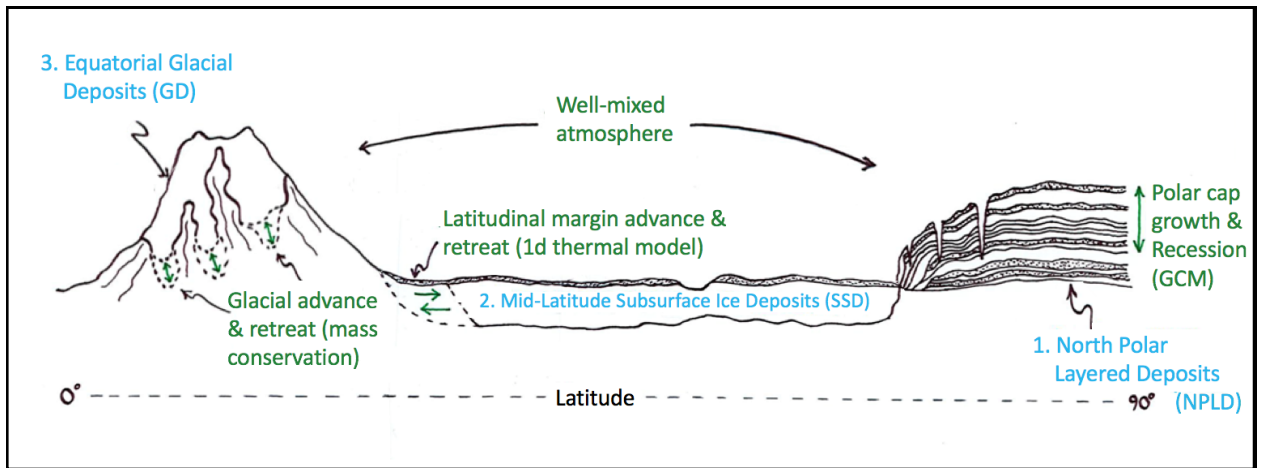 3. Equatorial Glacial
Deposits (GD)
Well-mixed
atmosphere
Latitudinal margin advance &
retreat (1d thermal model)
Polar cap
growth &
Recession
(GCM)
Glacial advance
& retreat (mass
conservation)
2. Mid-Latitude Subsurface Ice Deposits (SSD)
1. North Polar
Layered Deposits
(NPLD)
0°
Latitude
90°